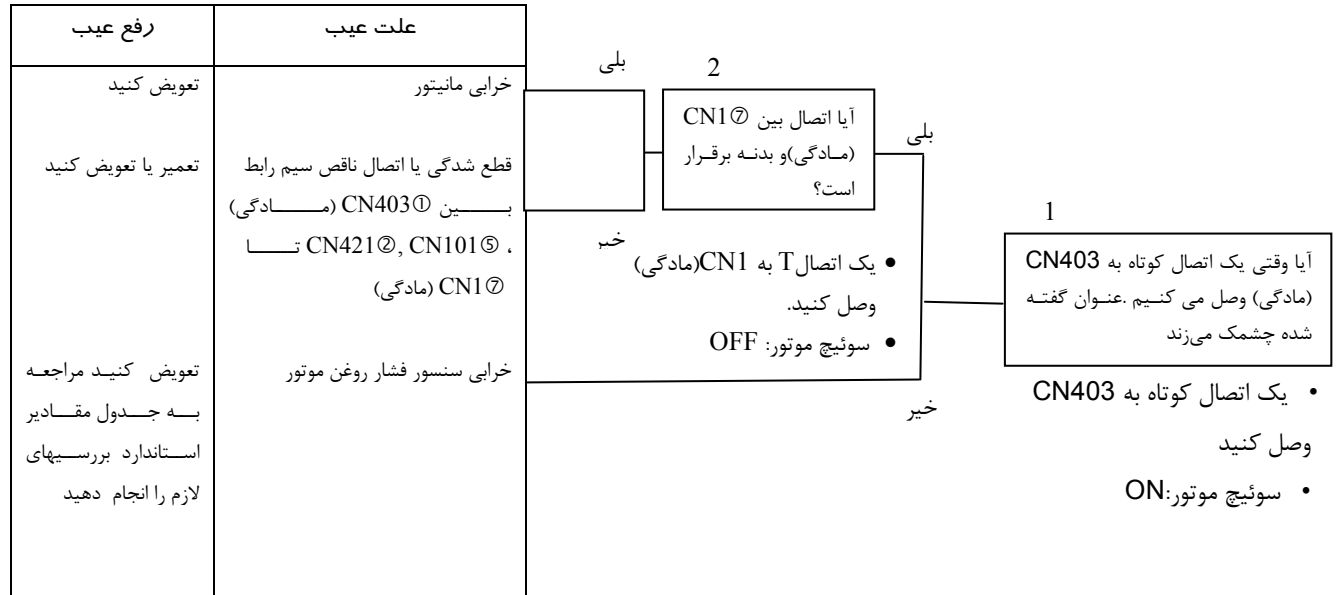 علت عیب
رفع عیب
1
آیا وقتی یک اتصال کوتاه به CN403
(مادگی) وصل می کنیم .عنوان گفته
شده چشمک می‌زند
• یک اتصال کوتاه به CN403
وصل کنید
• سوئیچ موتور:ON
بلی
خیر
2
آیا اتصال بین CN1⑦
(مادگی)و بدنه برقرار
است؟
• یک اتصالT به CN1(مادگی)
وصل کنید.
• سوئیچ موتور: OFF
بلی
خیر
خرابی مانیتور
تعویض کنید
قطع شدگی یا اتصال ناقص سیم رابط
بین CN403① (مادگی)
، CN421②, CN101⑤ تا
CN1⑦ (مادگی)
تعمیر یا تعویض کنید
خرابی سنسور فشار روغن موتور
تعویض کنید مراجعه
به جدول مقادیر
استاندارد بررسیهای
لازم را انجام دهید